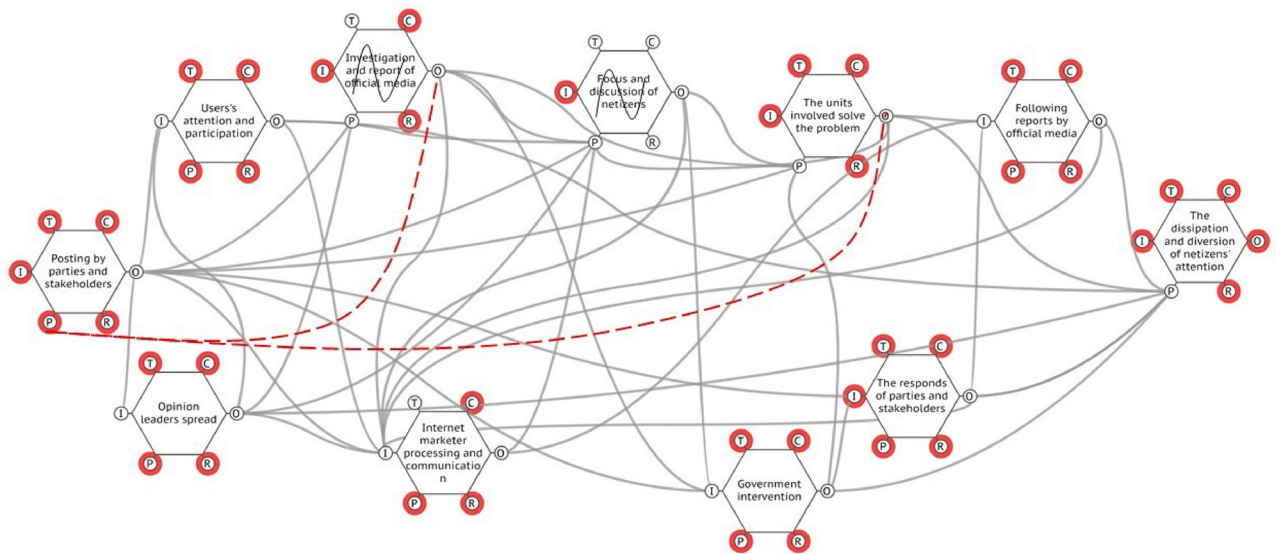 T C
Investigation
I and report of O
official media
P R
T C
Focus and
I discussion of O
netizens
P R
T C
The units
I involved solve O
the problem
P R
T C
Users's
I attention and O
participation
P R
T C
Following
I reports by O
official media
P R
T C
The
dissipation
I and diversion O
of netizens'
attention
P R
T C
Posting by
I parties and O
stakeholders
P R
T C
Opinion
I leaders spread O
P R
T C
Internet
marketer
I processing and O
communicatio
n
P R
T C
The responds
I of parties and O
stakeholders
P R
T C
Government
I intervention O
P R